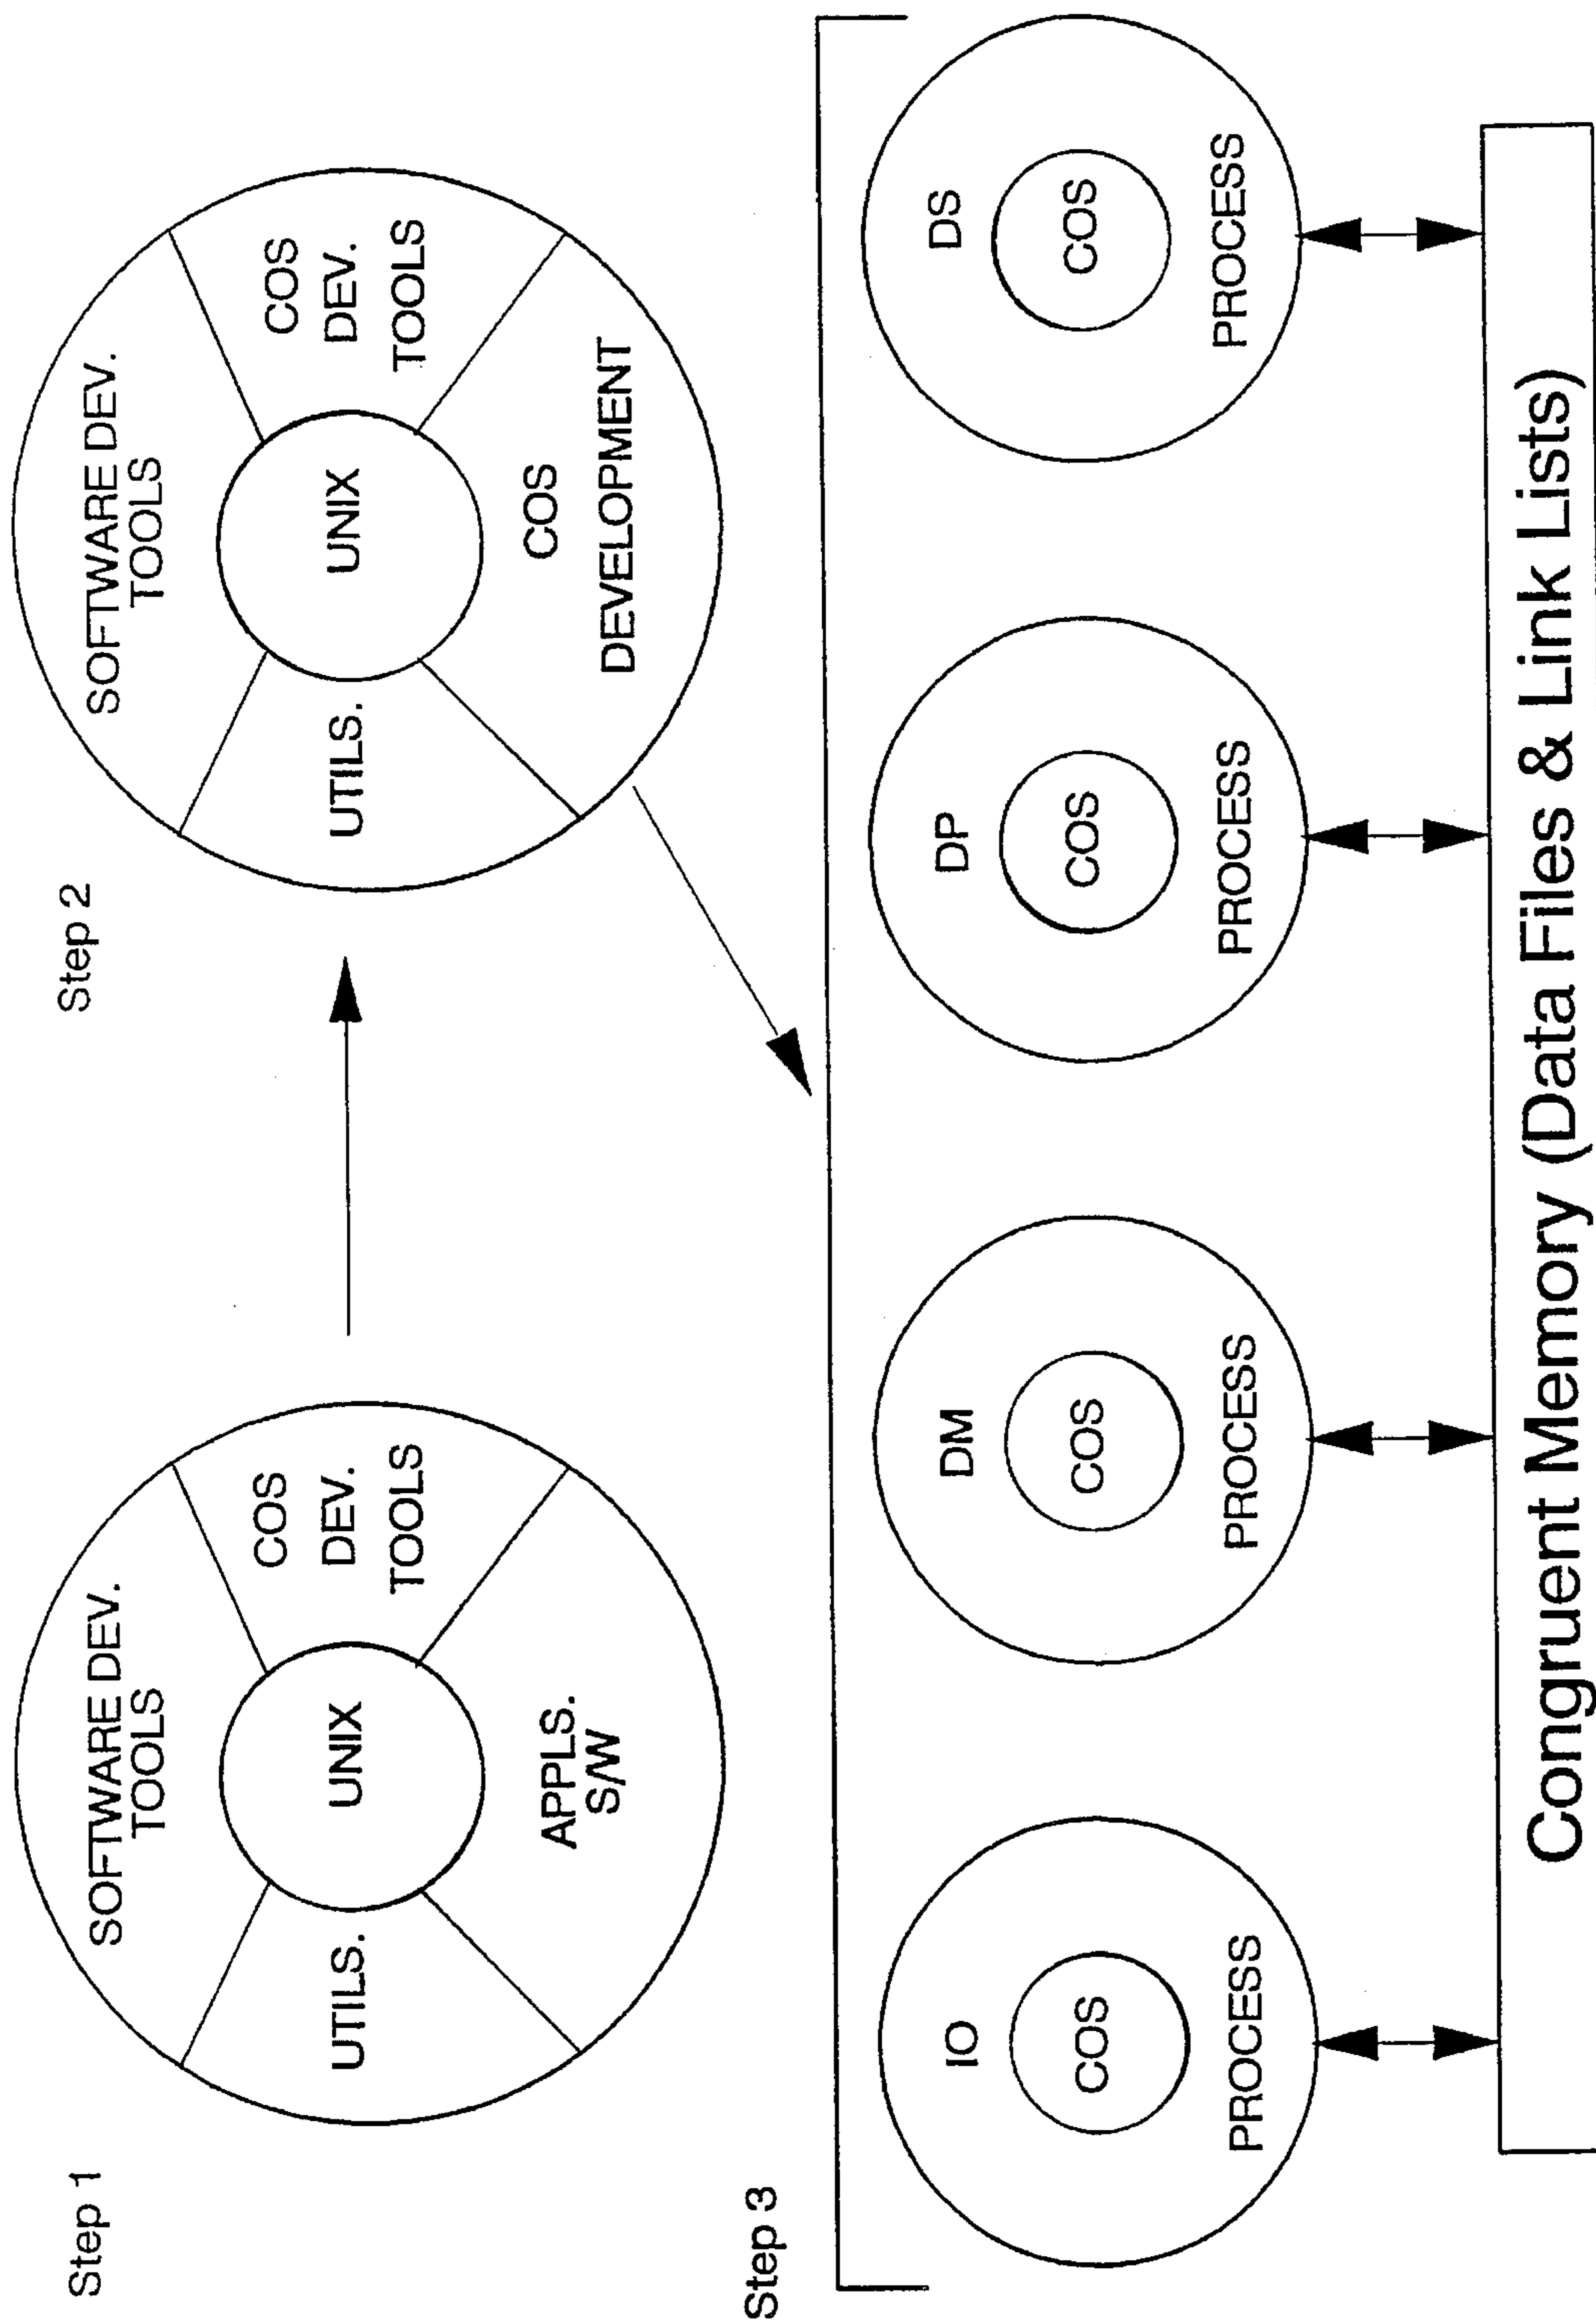 Step 1
SOFTWARE DEV.
TOOLS
UTILS.
UNIX
COS
DEV.
TOOLS
APPLS.
S/W
Step 2
SOFTWARE DEV.
TOOLS
UTILS.
UNIX
COS
DEV.
TOOLS
COS
DEVELOPMENT
Step 3
IO
COS
PROCESS
DM
COS
PROCESS
DP
COS
PROCESS
DS
COS
PROCESS
Congruent Memory (Data Files & Link Lists)